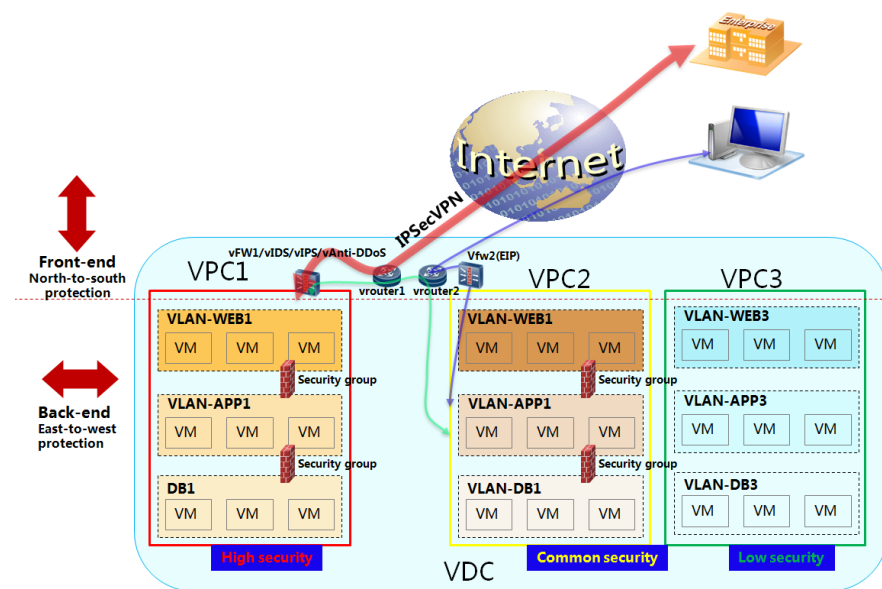 Enterprise
Internet
IPSecVPN
Front-end
North-to-south
protection
vFW1/vIDS/vIPS/vAnti-DDoS
Vfw2(EIP)
VPC1
vrouter1
vrouter2
VPC2
VPC3
VLAN-WEB1
VM VM VM
Security group
VLAN-APP1
VM VM VM
Security group
DB1
VM VM VM
High security
VLAN-WEB1
VM VM VM
Security group
VLAN-APP1
VM VM VM
Security group
VLAN-DB1
VM VM VM
Common security
VLAN-WEB3
VM VM VM
VLAN-APP3
VM VM VM
VLAN-DB3
VM VM VM
Low security
Back-end
East-to-west
protection
VDC